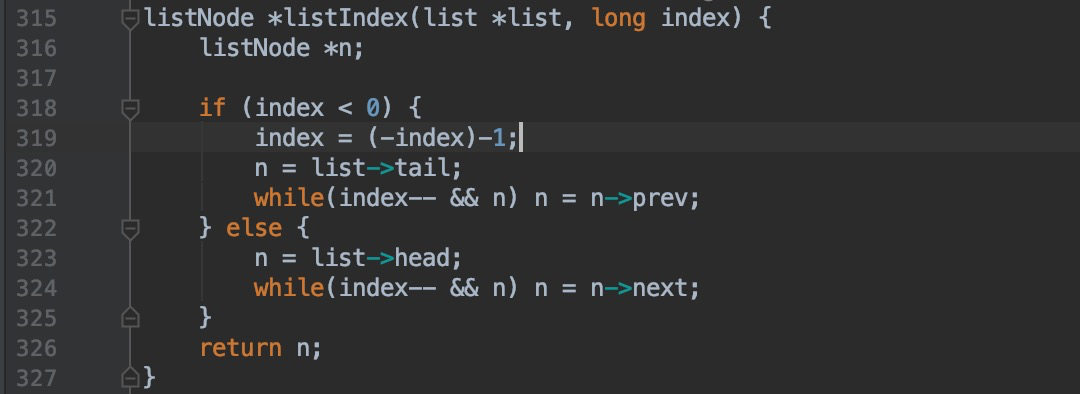 315 listNode *listIndex(list *list, long index) {
316     listNode *n;
317
318     if (index < 0) {
319         index = (-index)-1;
320         n = list->tail;
321         while(index-- && n) n = n->prev;
322     } else {
323         n = list->head;
324         while(index-- && n) n = n->next;
325     }
326     return n;
327 }